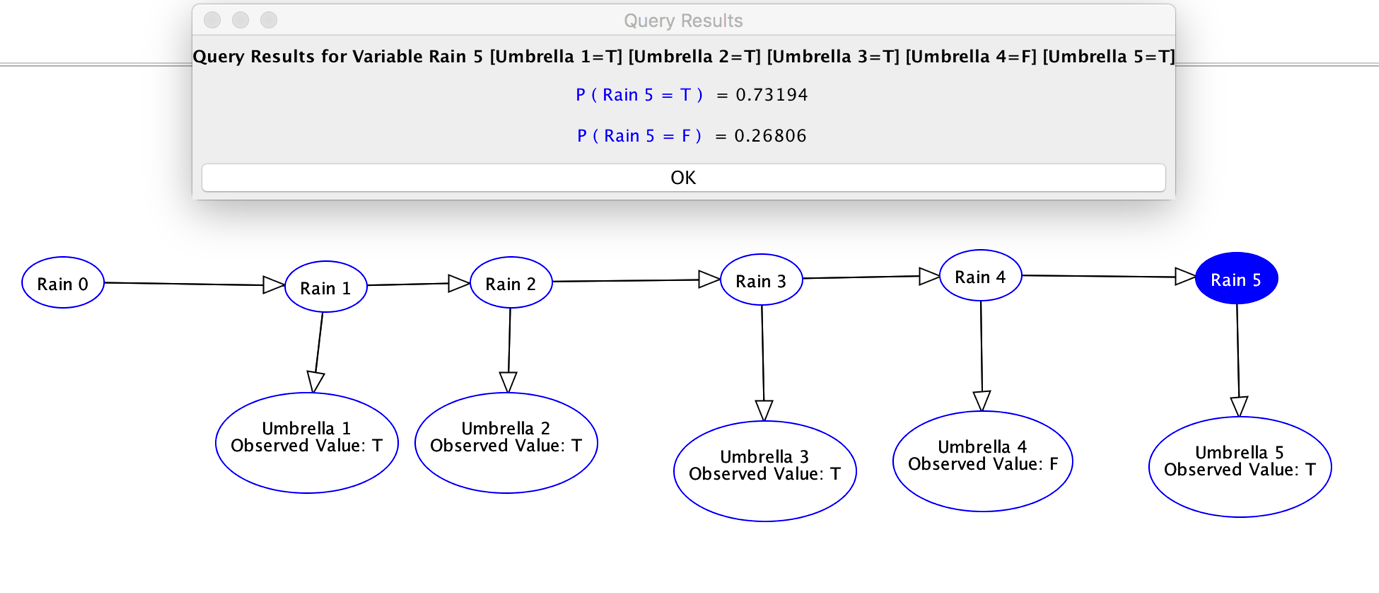 Query Results
Query Results for Variable Rain 5 [Umbrella 1=T] [Umbrella 2=T] [Umbrella 3=T] [Umbrella 4=F] [Umbrella 5=T]
P ( Rain 5 = T ) = 0.73194
P ( Rain 5 = F ) = 0.26806
OK
Rain 0
Rain 1
Rain 2
Rain 3
Rain 4
Rain 5
Umbrella 1
Observed Value: T
Umbrella 2
Observed Value: T
Umbrella 3
Observed Value: T
Umbrella 4
Observed Value: F
Umbrella 5
Observed Value: T